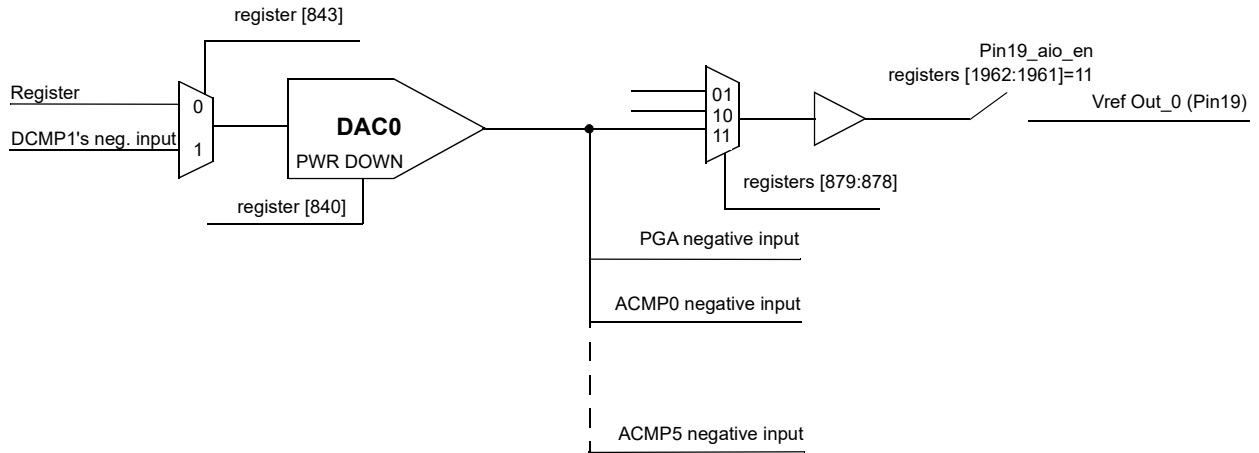 register [843]
Pin19_aio_en
registers [1962:1961]=11
Register
0
01
Vref Out_0 (Pin19)
10
DAC0
11
DCMP1's neg. input
1
PWR DOWN
registers [879:878]
register [840]
PGA negative input
ACMP0 negative input
ACMP5 negative input